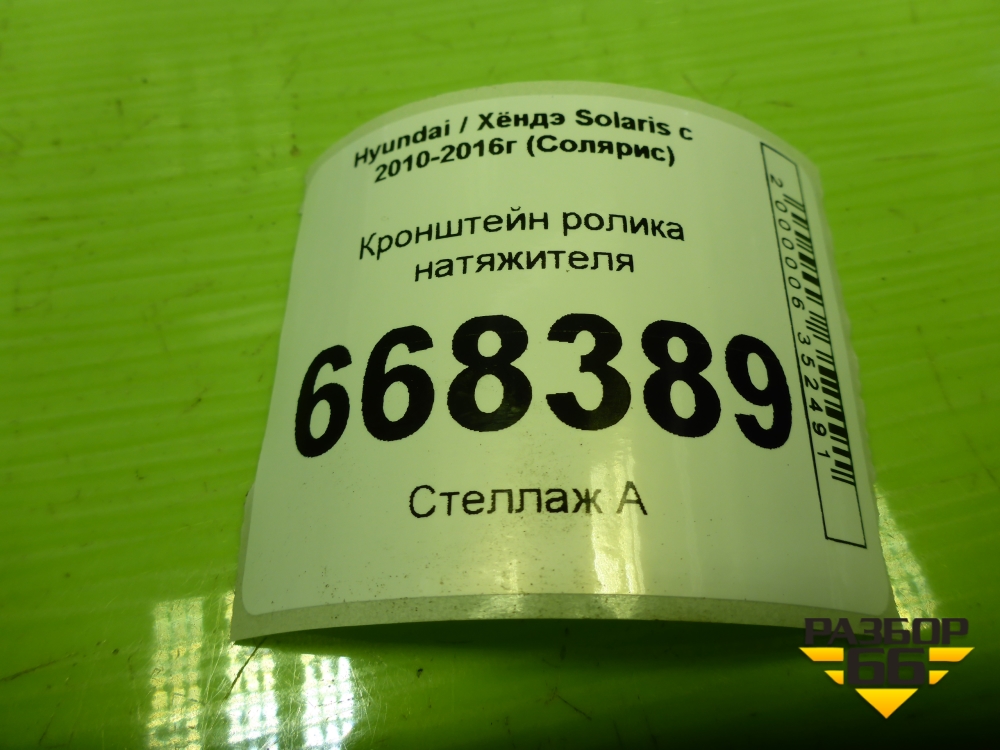 Hyundai / Хёндэ Solaris с
2010-2016г (Солярис)
Кронштейн ролика
натяжителя
668389
Стеллаж А
2000006352491
РАЗБОР
66